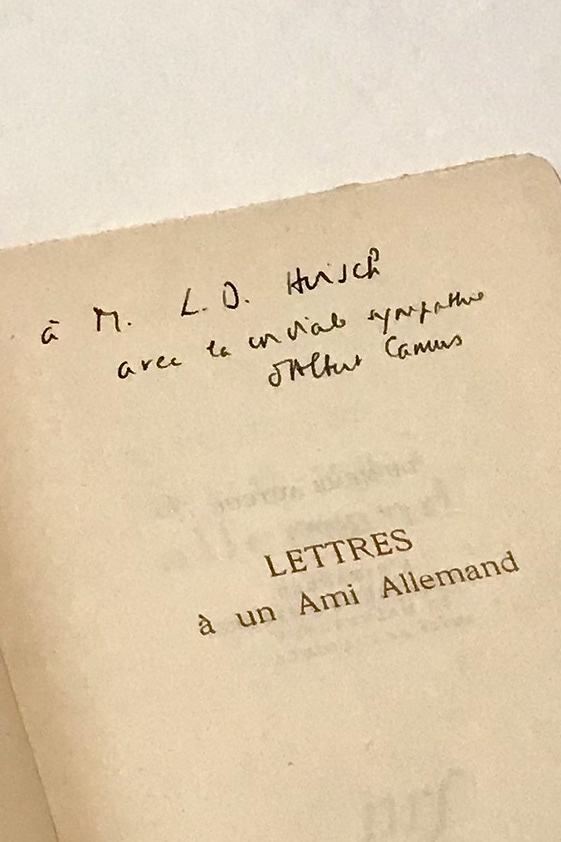 à M. L. D. Hirsch
avec la cordiale sympathie
d'Albert Camus
LETTRES
à un Ami Allemand